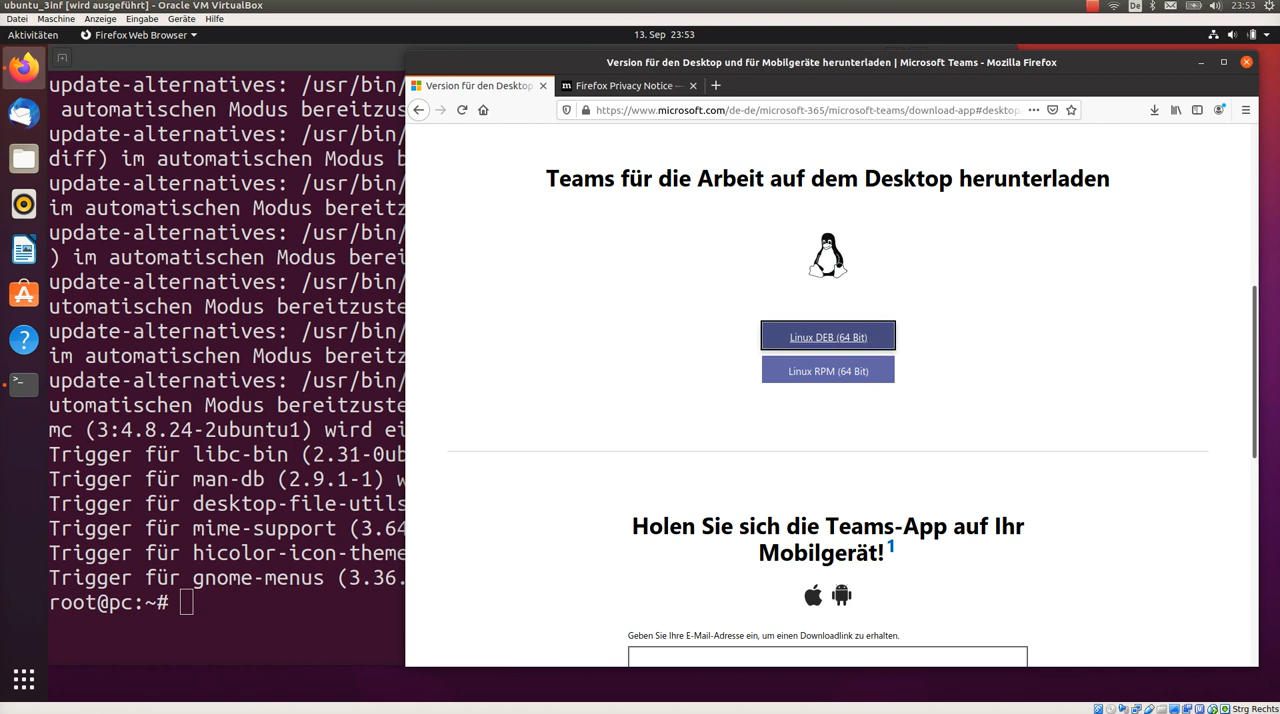 ubuntu_3inf [wird ausgeführt] - Oracle VM VirtualBox
De
23:53
Datei Maschine Anzeige Eingabe Geräte Hilfe
Aktivitäten
Firefox Web Browser
13. Sep 23:53
Version für den Desktop und für Mobilgeräte herunterladen | Microsoft Teams - Mozilla Firefox
Version für den Desktop
Firefox Privacy Notice —
https://www.microsoft.com/de-de/microsoft-365/microsoft-teams/download-app#desktop
update-alternatives: /usr/bin/
automatischen Modus bereitzust
update-alternatives: /usr/bin/
diff) im automatischen Modus b
update-alternatives: /usr/bin/
im automatischen Modus bereitz
update-alternatives: /usr/bin/
) im automatischen Modus berei
update-alternatives: /usr/bin/
utomatischen Modus bereitzuste
update-alternatives: /usr/bin/
im automatischen Modus bereitz
update-alternatives: /usr/bin/
utomatischen Modus bereitzuste
mc (3:4.8.24-2ubuntu1) wird ei
Trigger für libc-bin (2.31-0ub
Trigger für man-db (2.9.1-1) w
Trigger für desktop-file-utils
Trigger für mime-support (3.64
Trigger für hicolor-icon-theme
Trigger für gnome-menus (3.36.
root@pc:~#
Teams für die Arbeit auf dem Desktop herunterladen
Linux DEB (64 Bit)
Linux RPM (64 Bit)
Holen Sie sich die Teams-App auf Ihr
Mobilgerät!1
Geben Sie Ihre E-Mail-Adresse ein, um einen Downloadlink zu erhalten.
Strg Rechts